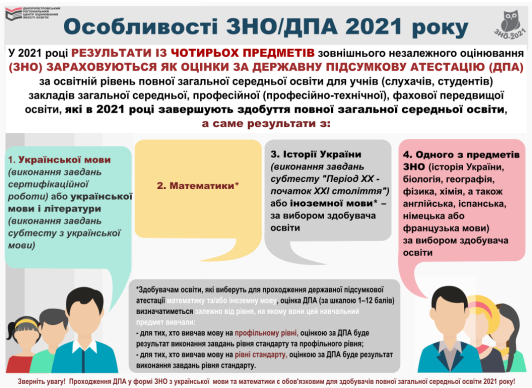 ДНІПРОПЕТРОВСЬКИЙ
РЕГІОНАЛЬНИЙ
ЦЕНТР ОЦІНЮВАННЯ
ЯКОСТІ ОСВІТИ
Особливості ЗНО/ДПА 2021 року
ЗНО-2021
У 2021 році РЕЗУЛЬТАТИ ІЗ ЧОТИРЬОХ ПРЕДМЕТІВ зовнішнього незалежного оцінювання
(ЗНО) ЗАРАХОВУЮТЬСЯ ЯК ОЦІНКИ ЗА ДЕРЖАВНУ ПІДСУМКОВУ АТЕСТАЦІЮ (ДПА)
за освітній рівень повної загальної середньої освіти для учнів (слухачів, студентів)
закладів загальної середньої, професійної (професійно-технічної), фахової передвищої
освіти, які в 2021 році завершують здобуття повної загальної середньої освіти,
а саме результати з:
1. Української мови
(виконання завдань
сертифікаційної
роботи) або української
мови і літератури
(виконання завдань
субтесту з української
мови)
2. Математики*
3. Історії України
(виконання завдань
субтесту "Період ХХ -
початок ХХІ століття")
або іноземної мови* –
за вибором здобувача
освіти
4. Одного з предметів
ЗНО (історія України,
біологія, географія,
фізика, хімія, а також
англійська, іспанська,
німецька або
французька мови)
за вибором здобувача
освіти
*Здобувачам освіти, які виберуть для проходження державної підсумкової
атестації математику та/або іноземну мову, оцінка ДПА (за шкалою 1–12 балів)
визначатиметься залежно від рівня, на якому вони цей навчальний
предмет вивчали:
- для тих, хто вивчав мову на профільному рівні, оцінкою за ДПА буде
результат виконання завдань рівня стандарту та профільного рівня;
- для тих, хто вивчав мову на рівні стандарту, оцінкою за ДПА буде результат
виконання завдань рівня стандарту.
Зверніть увагу! Проходження ДПА у формі ЗНО з української мови та математики є обов'язковим для здобувачів повної загальної середньої освіти 2021 року!